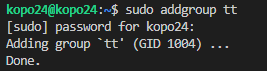 kopo24@kopo24:~$ sudo addgroup tt
[sudo] password for kopo24:
Adding group `tt' (GID 1004) ...
Done.